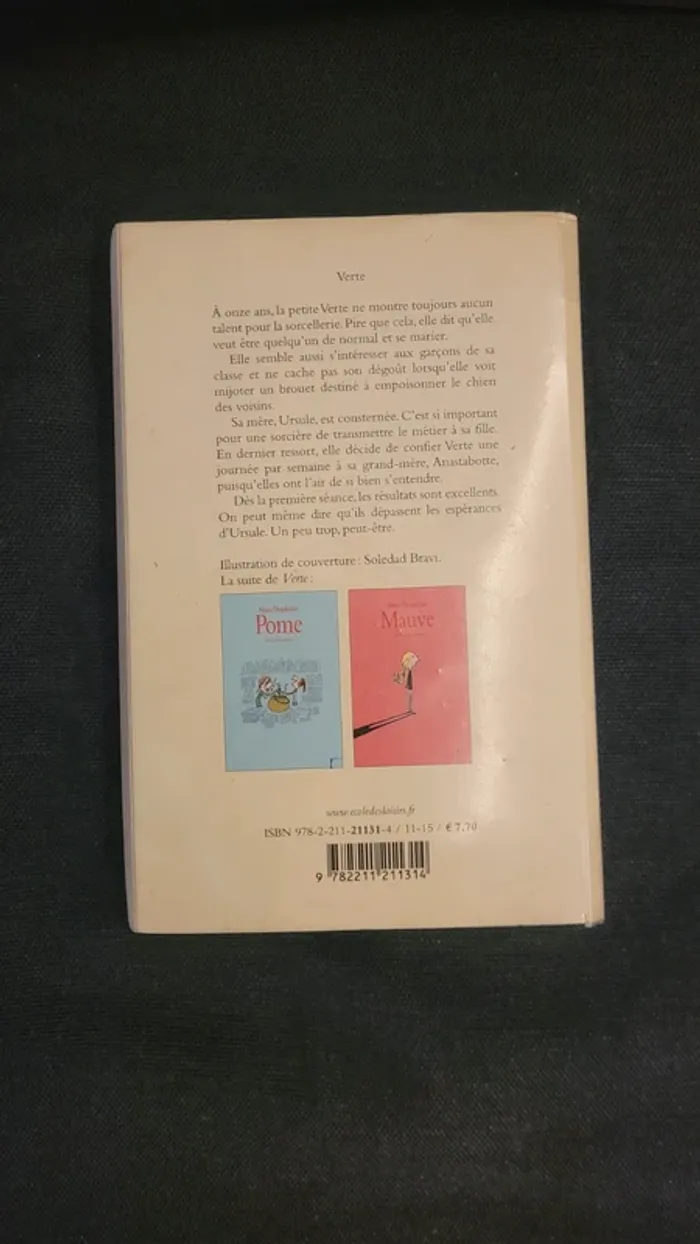 Verte
À onze ans, la petite Verte ne montre toujours aucun
talent pour la sorcellerie. Pire que cela, elle dit qu'elle
veut être quelqu'un de normal et se marier.
Elle semble aussi s'intéresser aux garçons de sa
classe et ne cache pas son dégoût lorsqu'elle voit
mijoter un brouet destiné à empoisonner le chien
des voisins.
Sa mère, Ursule, est consternée. C'est si important
pour une sorcière de transmettre le métier à sa fille.
En dernier ressort, elle décide de confier Verte une
journée par semaine à sa grand-mère, Anastabotte,
puisqu'elles ont l'air de si bien s'entendre.
Dès la première séance, les résultats sont excellents.
On peut même dire qu'ils dépassent les espérances
d'Ursule. Un peu trop, peut-être.
Illustration de couverture : Soledad Bravi.
La suite de Verte :
Pome
Mauve
www.ecoledesloisirs.fr
ISBN 978-2-211-21131-4 / 11-15 / € 7,70
9 782211 211314